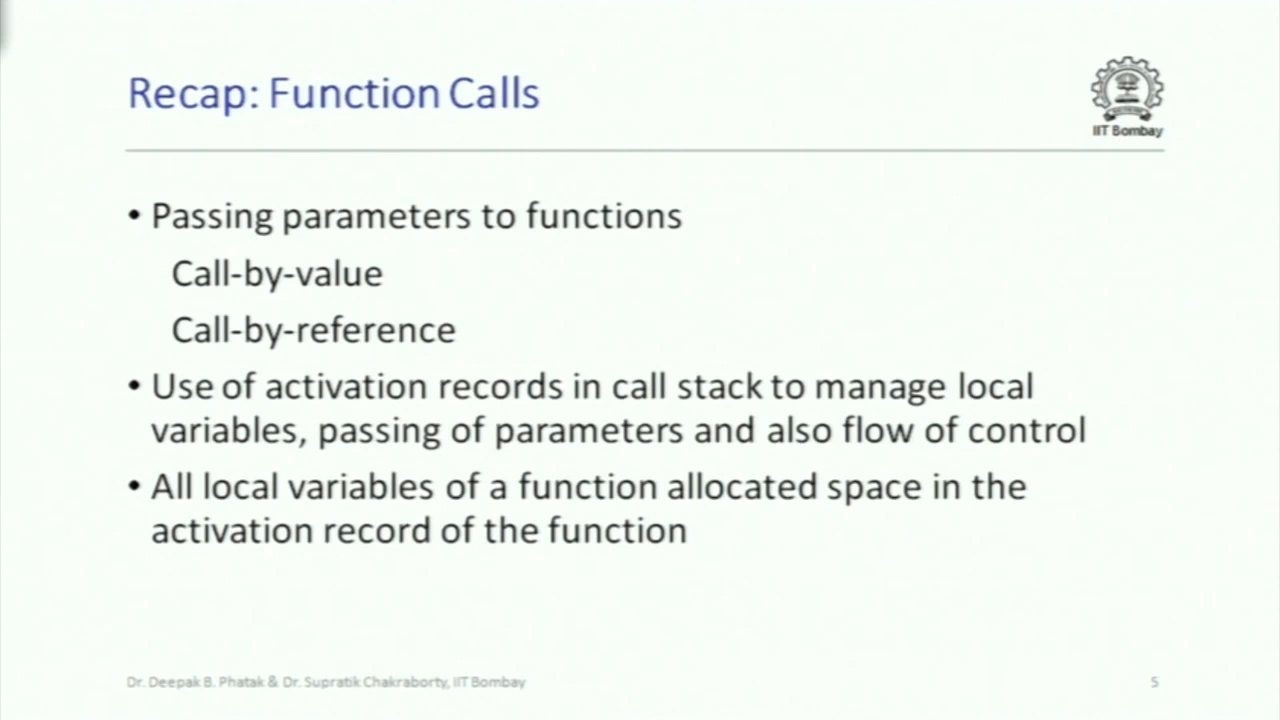 Recap: Function Calls
IIT Bombay
• Passing parameters to functions
Call-by-value
Call-by-reference
• Use of activation records in call stack to manage local
variables, passing of parameters and also flow of control
• All local variables of a function allocated space in the
activation record of the function
Dr. Deepak B. Phatak & Dr. Supratik Chakraborty, IIT Bombay
5